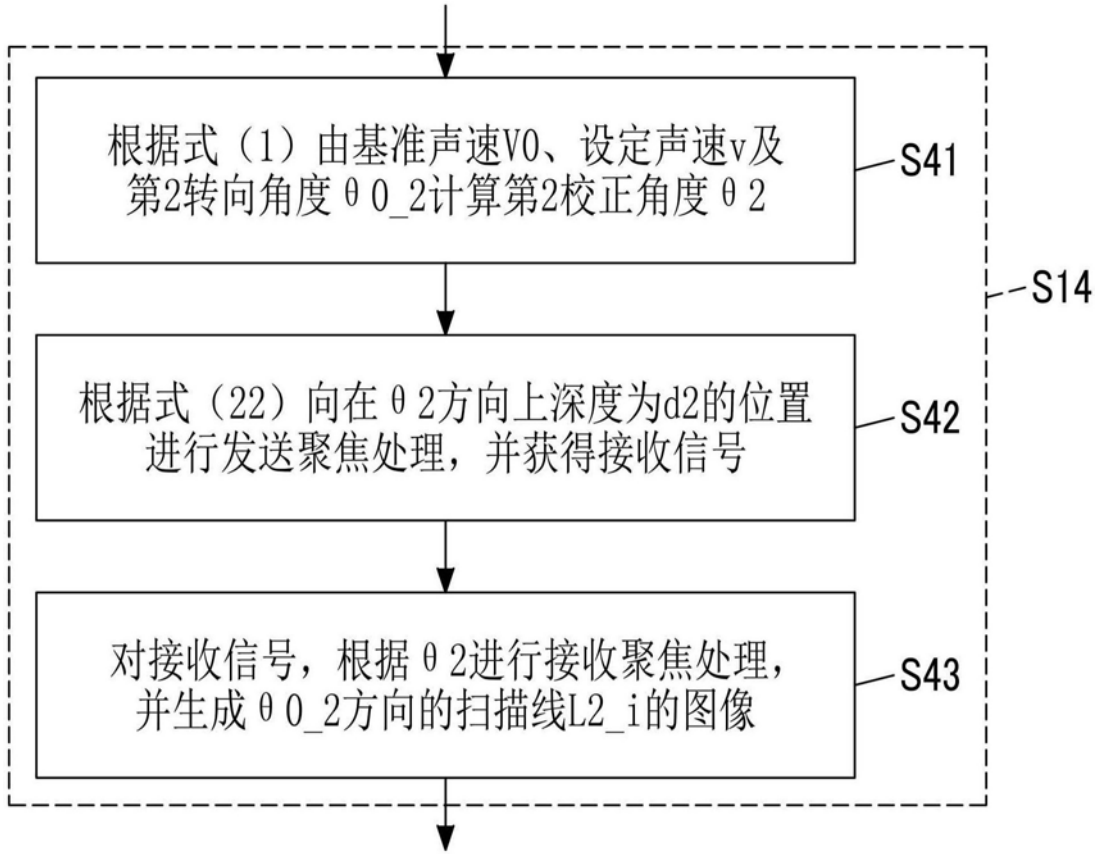 根据式（1）由基准声速V0、设定声速v及
第2转向角度θ0_2计算第2校正角度θ2
S41
S14
根据式（22）向在θ2方向上深度为d2的位置
进行发送聚焦处理，并获得接收信号
S42
对接收信号，根据θ2进行接收聚焦处理，
并生成θ0_2方向的扫描线L2_i的图像
S43